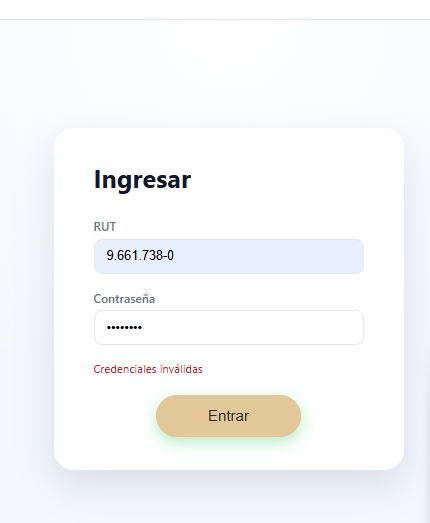 Ingresar
RUT
9.661.738-0
Contraseña
••••••••
Credenciales inválidas
Entrar